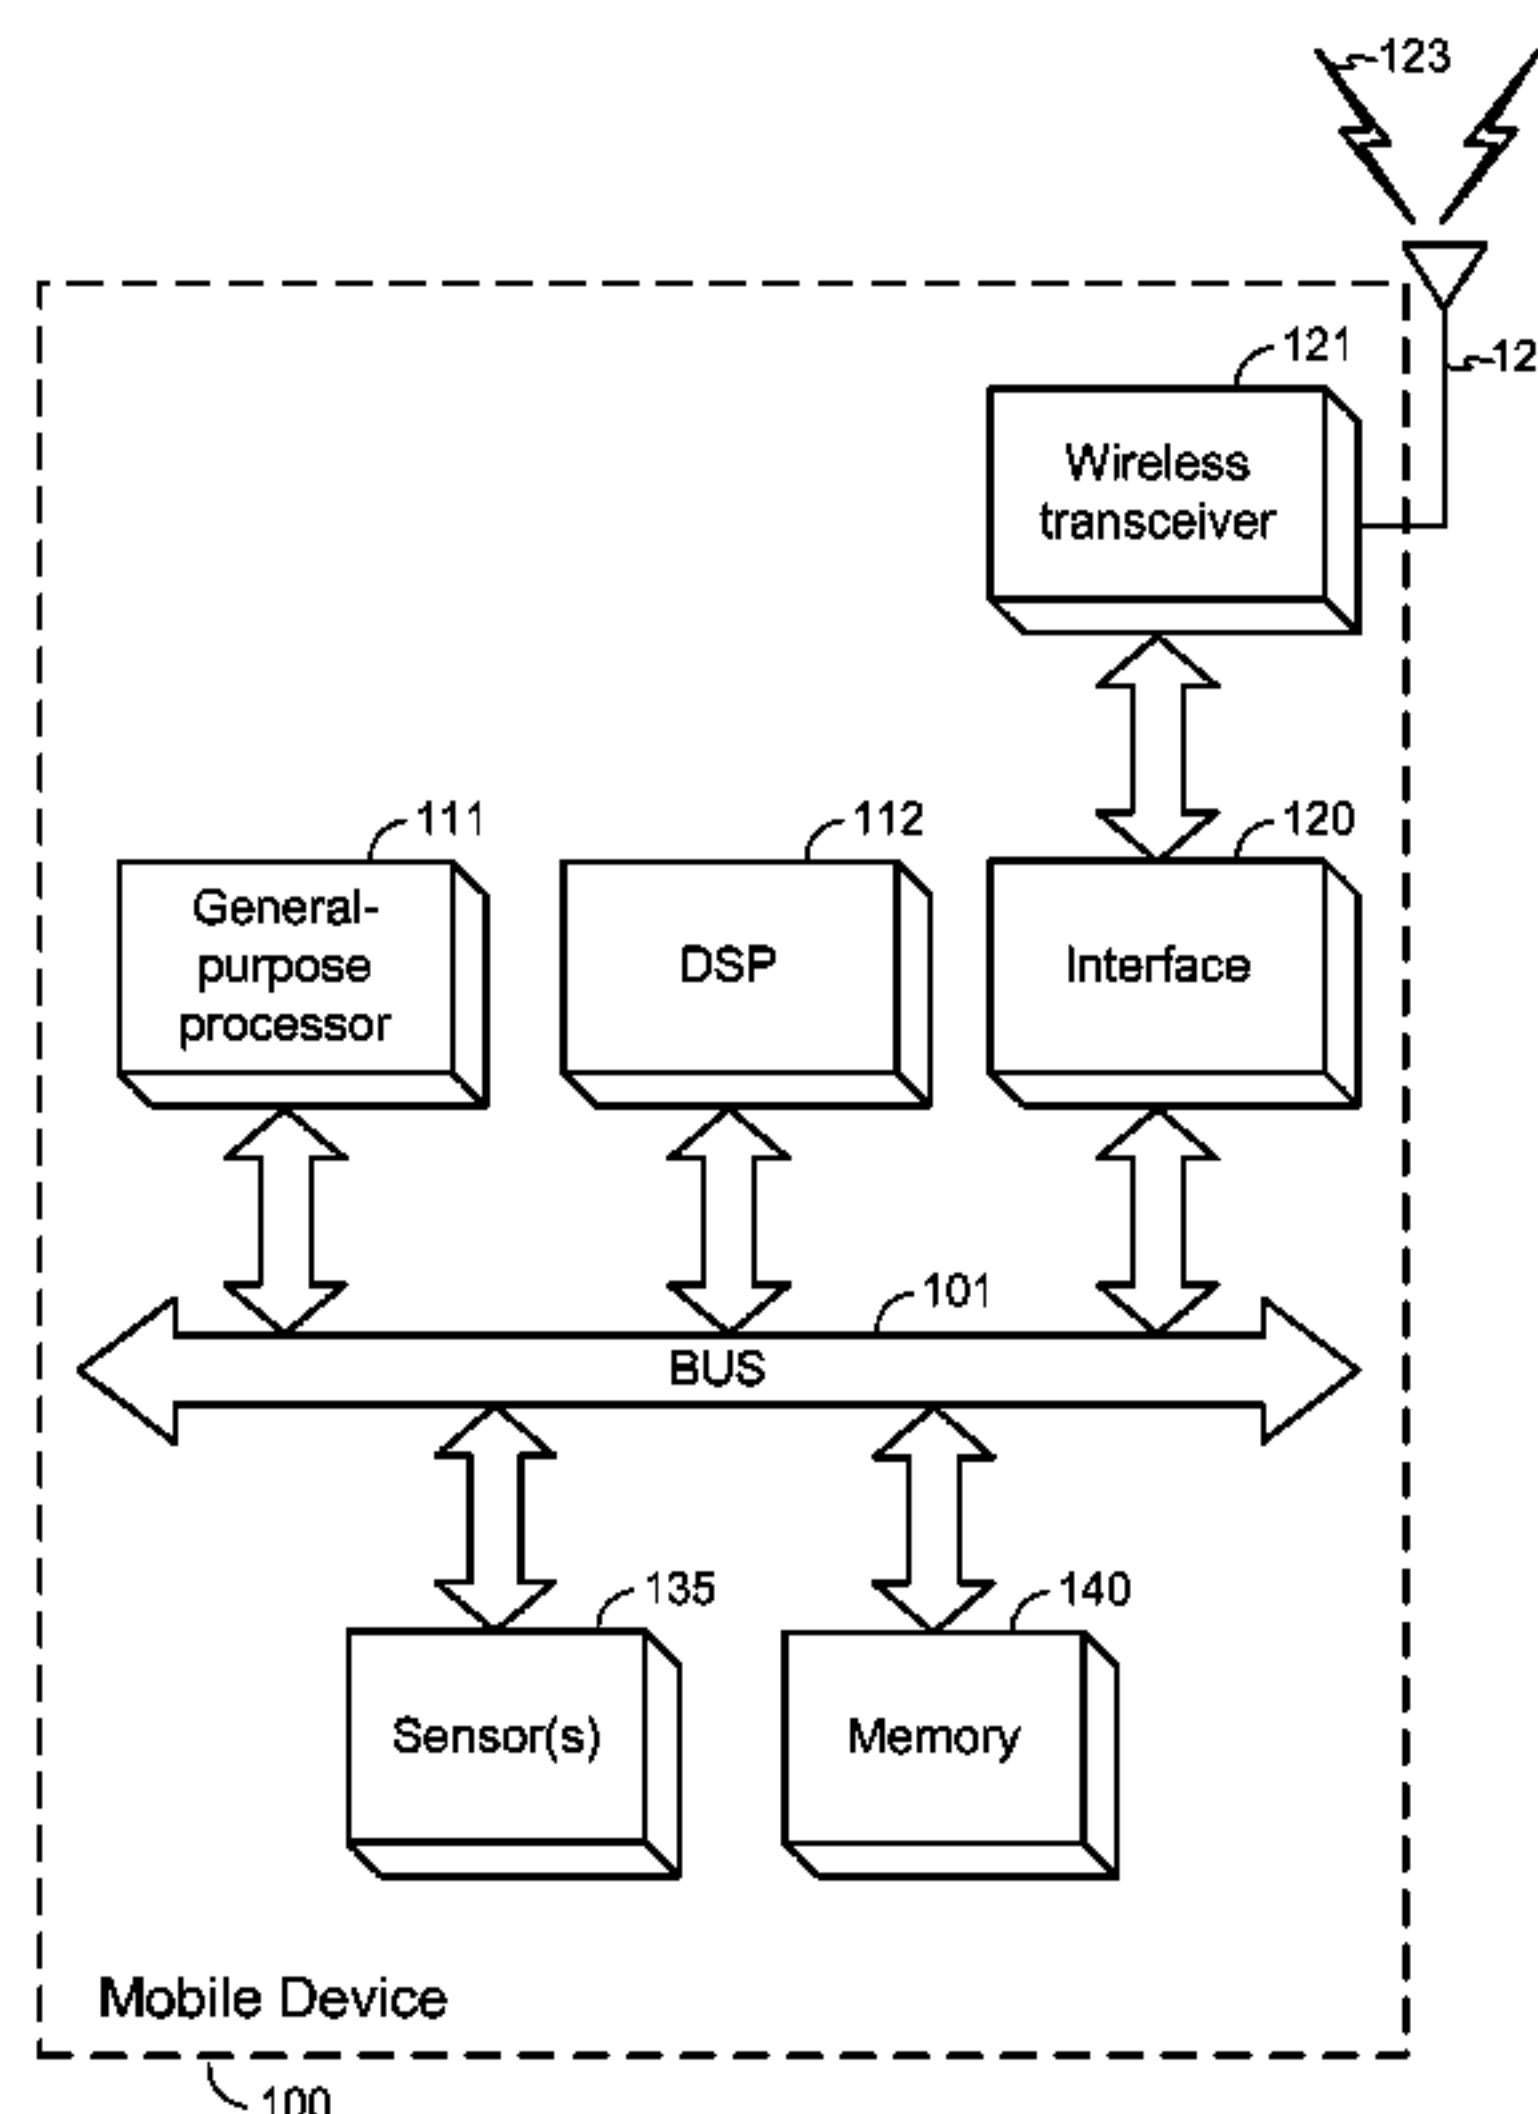 123
121
12
Wireless
transceiver
111
112
120
General-
purpose
processor
DSP
Interface
101
BUS
135
140
Sensor(s)
Memory
Mobile Device
100